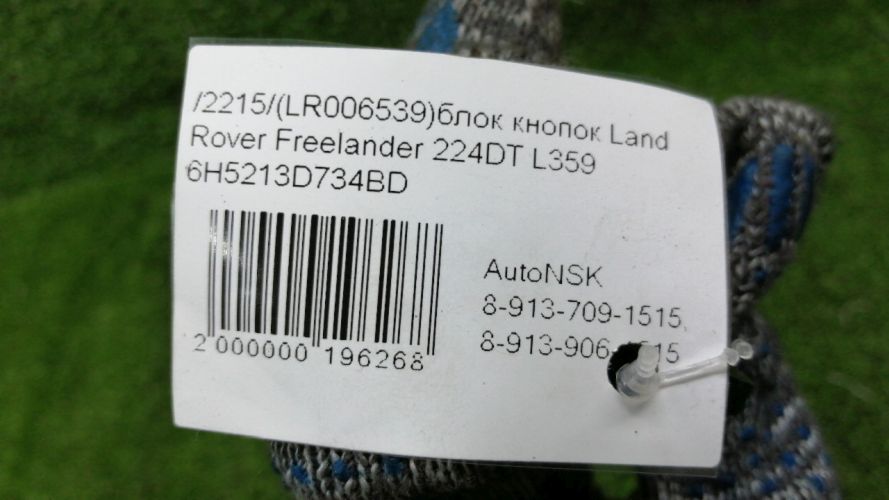 /2215/(LR006539)блок кнопок Land
Rover Freelander 224DT L359
6H5213D734BD
AutoNSK
8-913-709-1515,
2 000000 196268